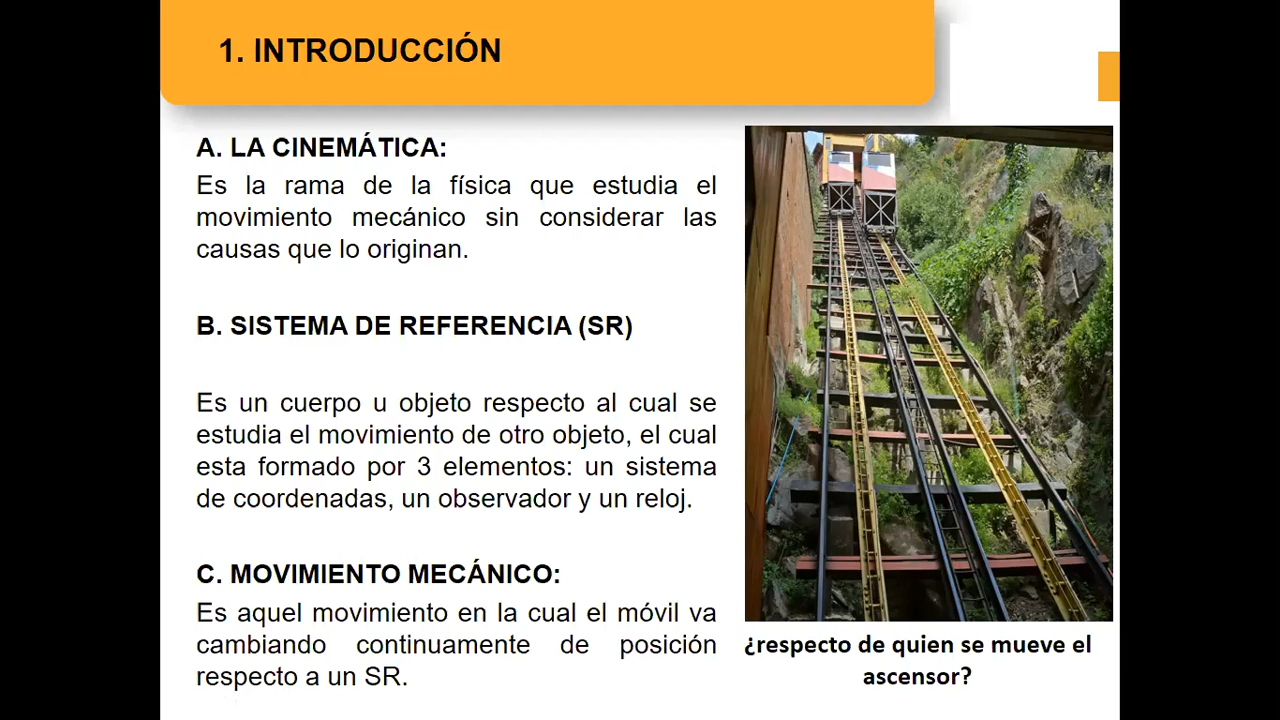 1. INTRODUCCIÓN
A. LA CINEMÁTICA:
Es la rama de la física que estudia el
movimiento mecánico sin considerar las
causas que lo originan.
B. SISTEMA DE REFERENCIA (SR)
Es un cuerpo u objeto respecto al cual se
estudia el movimiento de otro objeto, el cual
esta formado por 3 elementos: un sistema
de coordenadas, un observador y un reloj.
C. MOVIMIENTO MECÁNICO:
Es aquel movimiento en la cual el móvil va
cambiando continuamente de posición
respecto a un SR.
¿respecto de quien se mueve el
ascensor?